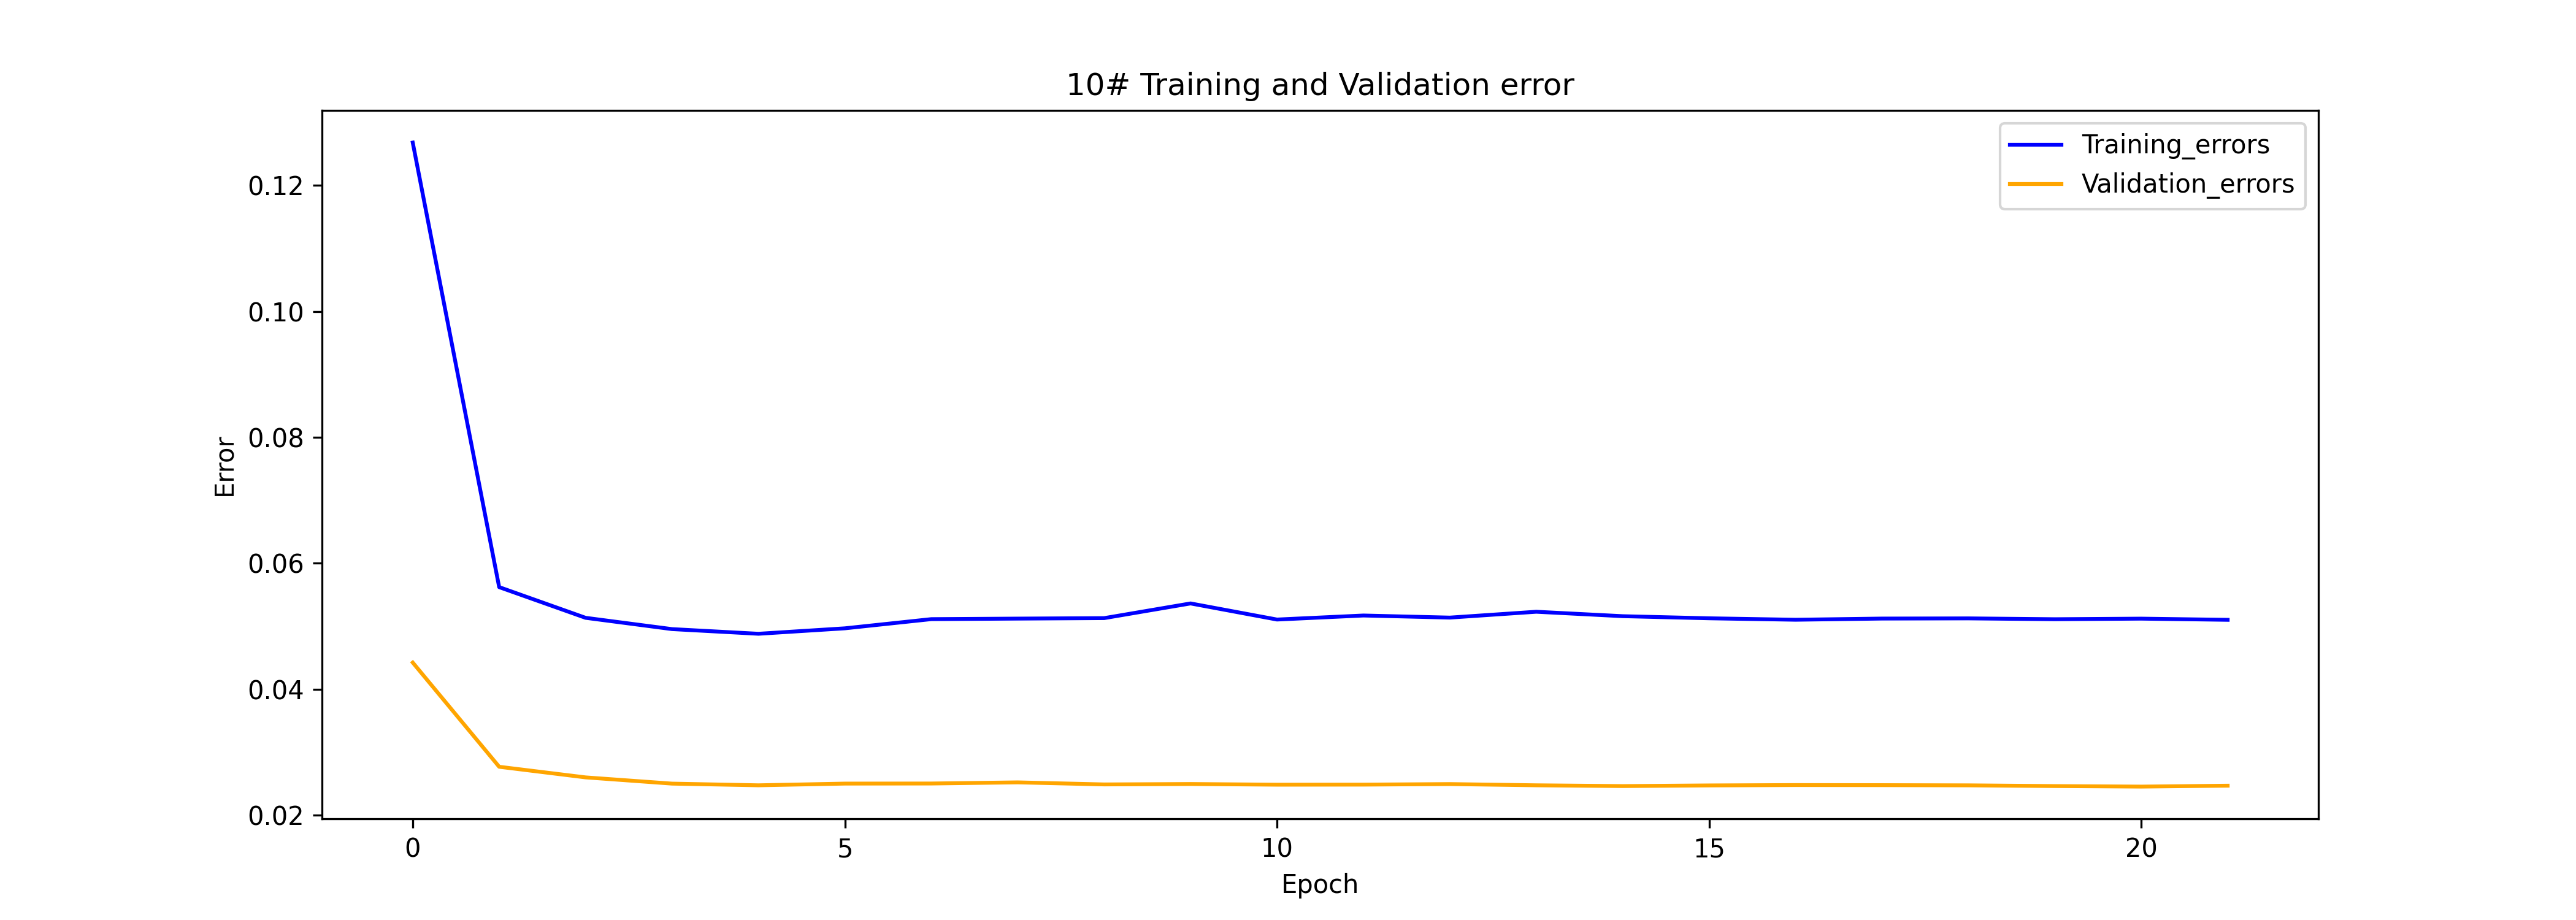 10# Training and Validation error
Training_errors
Validation_errors
0.12
0.10
0.08
0.06
0.04
0.02
Error
0 5 10 15 20
Epoch